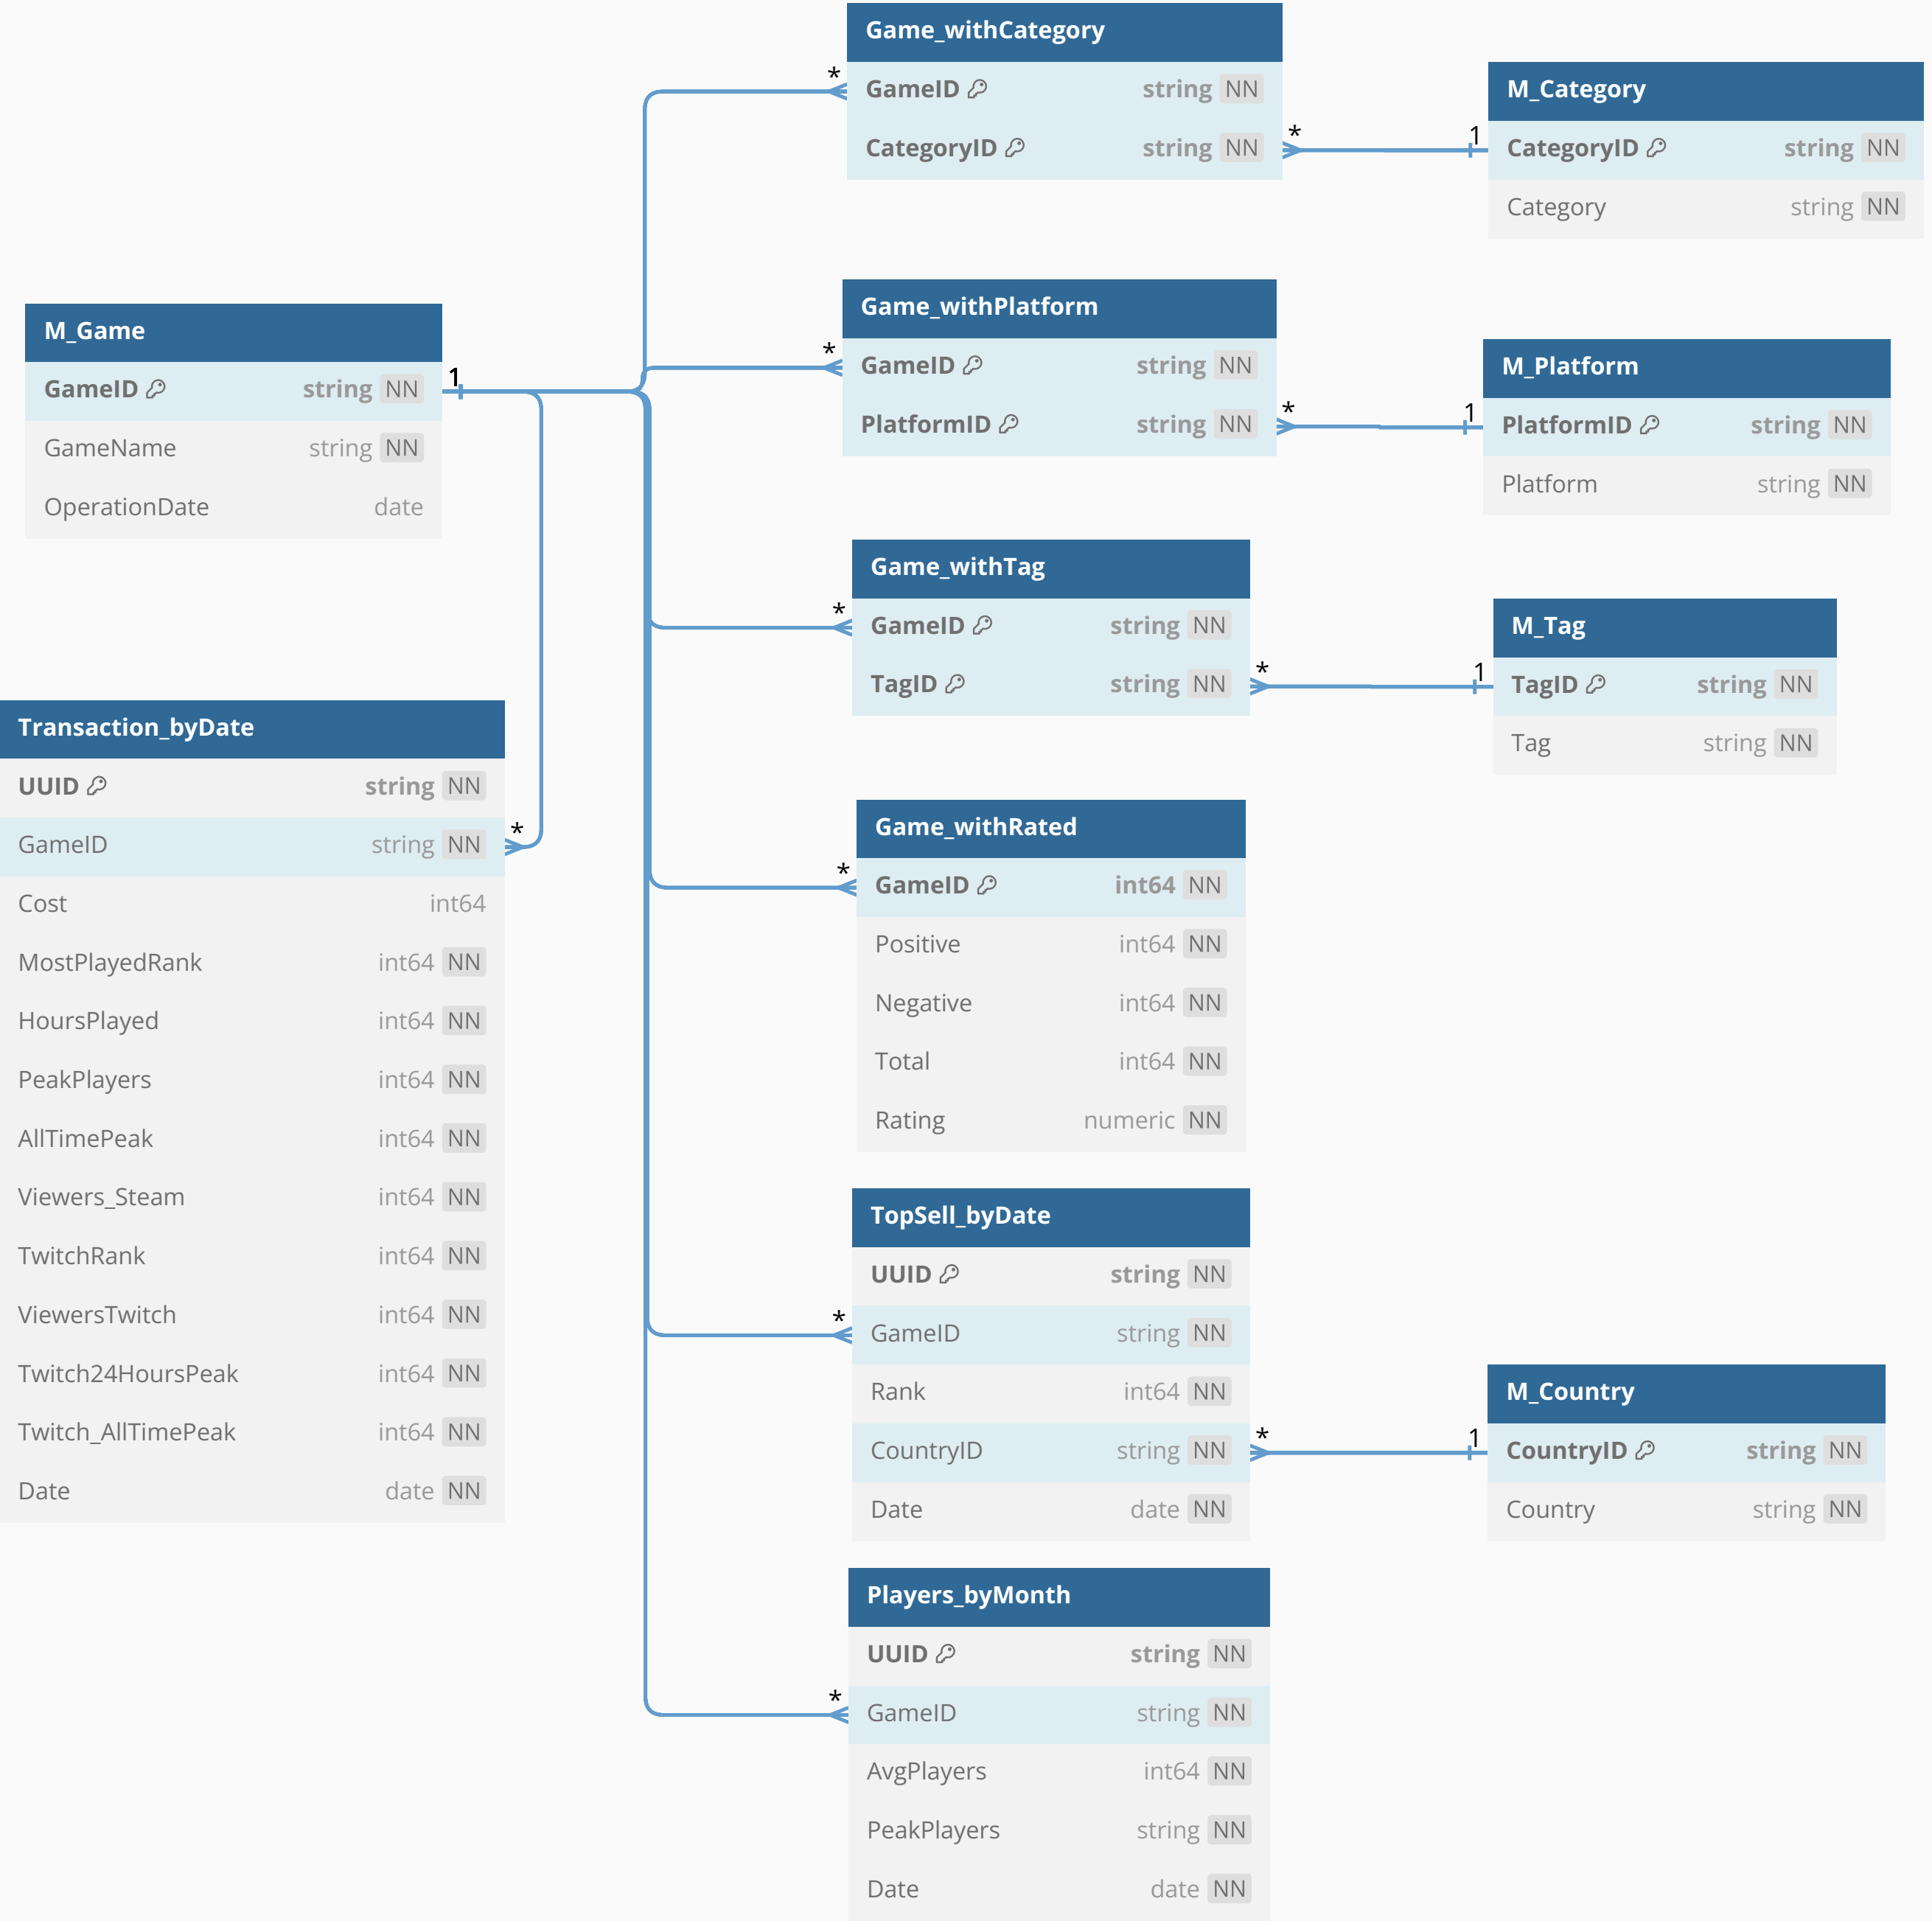 Game_withCategory
GameID string NN
CategoryID string NN
*
*
1
M_Category
CategoryID string NN
Category string NN
Game_withPlatform
GameID string NN
PlatformID string NN
*
*
1
M_Platform
PlatformID string NN
Platform string NN
M_Game
GameID string NN
GameName string NN
OperationDate date
1
Game_withTag
GameID string NN
TagID string NN
*
*
1
M_Tag
TagID string NN
Tag string NN
Transaction_byDate
UUID string NN
GameID string NN
*
Cost int64
MostPlayedRank int64 NN
HoursPlayed int64 NN
PeakPlayers int64 NN
AllTimePeak int64 NN
Viewers_Steam int64 NN
TwitchRank int64 NN
ViewersTwitch int64 NN
Twitch24HoursPeak int64 NN
Twitch_AllTimePeak int64 NN
Date date NN
Game_withRated
*
GameID int64 NN
Positive int64 NN
Negative int64 NN
Total int64 NN
Rating numeric NN
TopSell_byDate
UUID string NN
*
GameID string NN
Rank int64 NN
CountryID string NN
*
1
Date date NN
M_Country
CountryID string NN
Country string NN
Players_byMonth
UUID string NN
*
GameID string NN
AvgPlayers int64 NN
PeakPlayers string NN
Date date NN